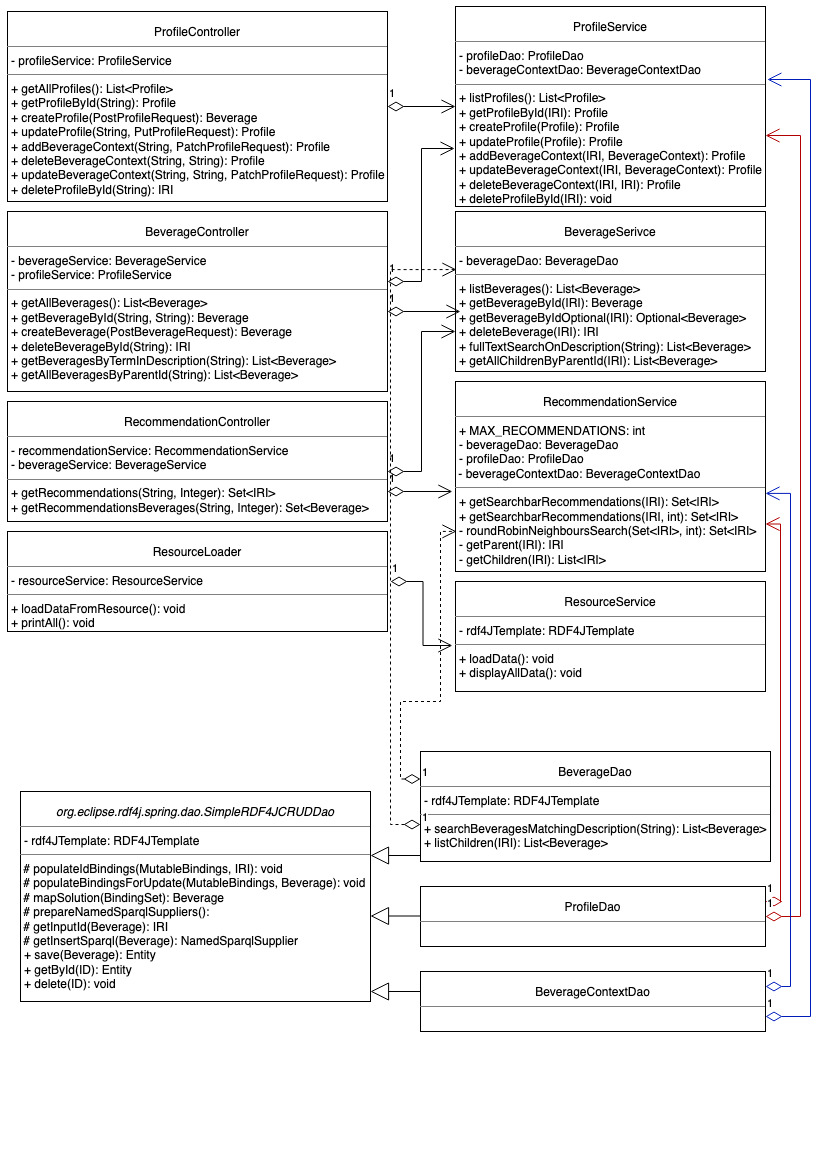 ProfileController
- profileService: ProfileService
+ getAllProfiles(): List<Profile>
+ getProfileById(String): Profile
+ createProfile(PostProfileRequest): Beverage
+ updateProfile(String, PutProfileRequest): Profile
+ addBeverageContext(String, PatchProfileRequest): Profile
+ deleteBeverageContext(String, String): Profile
+ updateBeverageContext(String, String, PatchProfileRequest): Profile
+ deleteProfileById(String): IRI
1
ProfileService
- profileDao: ProfileDao
- beverageContextDao: BeverageContextDao
+ listProfiles(): List<Profile>
+ getProfileById(IRI): Profile
+ createProfile(Profile): Profile
+ updateProfile(Profile): Profile
+ addBeverageContext(IRI, BeverageContext): Profile
+ updateBeverageContext(IRI, BeverageContext): Profile
+ deleteBeverageContext(IRI, IRI): Profile
+ deleteProfileById(IRI): void
BeverageController
- beverageService: BeverageService
- profileService: ProfileService
+ getAllBeverages(): List<Beverage>
+ getBeverageById(String, String): Beverage
+ createBeverage(PostBeverageRequest): Beverage
+ deleteBeverageById(String): IRI
+ getBeveragesByTermInDescription(String): List<Beverage>
+ getAllBeveragesByParentId(String): List<Beverage>
1
1
BeverageSerivce
- beverageDao: BeverageDao
+ listBeverages(): List<Beverage>
+ getBeverageById(IRI): Beverage
+ getBeverageByIdOptional(IRI): Optional<Beverage>
+ deleteBeverage(IRI): IRI
+ fullTextSearchOnDescription(String): List<Beverage>
+ getAllChildrenByParentId(IRI): List<Beverage>
RecommendationController
- recommendationService: RecommendationService
- beverageService: BeverageService
+ getRecommendations(String, Integer): Set<IRI>
+ getRecommendationsBeverages(String, Integer): Set<Beverage>
1
1
RecommendationService
+ MAX_RECOMMENDATIONS: int
- beverageDao: BeverageDao
- profileDao: ProfileDao
- beverageContextDao: BeverageContextDao
+ getSearchbarRecommendations(IRI): Set<IRI>
+ getSearchbarRecommendations(IRI, int): Set<IRI>
- roundRobinNeighboursSearch(Set<IRI>, int): Set<IRI>
- getParent(IRI): IRI
- getChildren(IRI): List<IRI>
ResourceLoader
- resourceService: ResourceService
+ loadDataFromResource(): void
+ printAll(): void
1
ResourceService
- rdf4JTemplate: RDF4JTemplate
+ loadData(): void
+ displayAllData(): void
BeverageDao
- rdf4JTemplate: RDF4JTemplate
+ searchBeveragesMatchingDescription(String): List<Beverage>
+ listChildren(IRI): List<Beverage>
1
1
org.eclipse.rdf4j.spring.dao.SimpleRDF4JCRUDDao
- rdf4JTemplate: RDF4JTemplate
# populateIdBindings(MutableBindings, IRI): void
# populateBindingsForUpdate(MutableBindings, Beverage): void
# mapSolution(BindingSet): Beverage
# prepareNamedSparqlSuppliers():
# getInputId(Beverage): IRI
# getInsertSparql(Beverage): NamedSparqlSupplier
+ save(Beverage): Entity
+ getById(ID): Entity
+ delete(ID): void
ProfileDao
1
1
BeverageContextDao
1
1